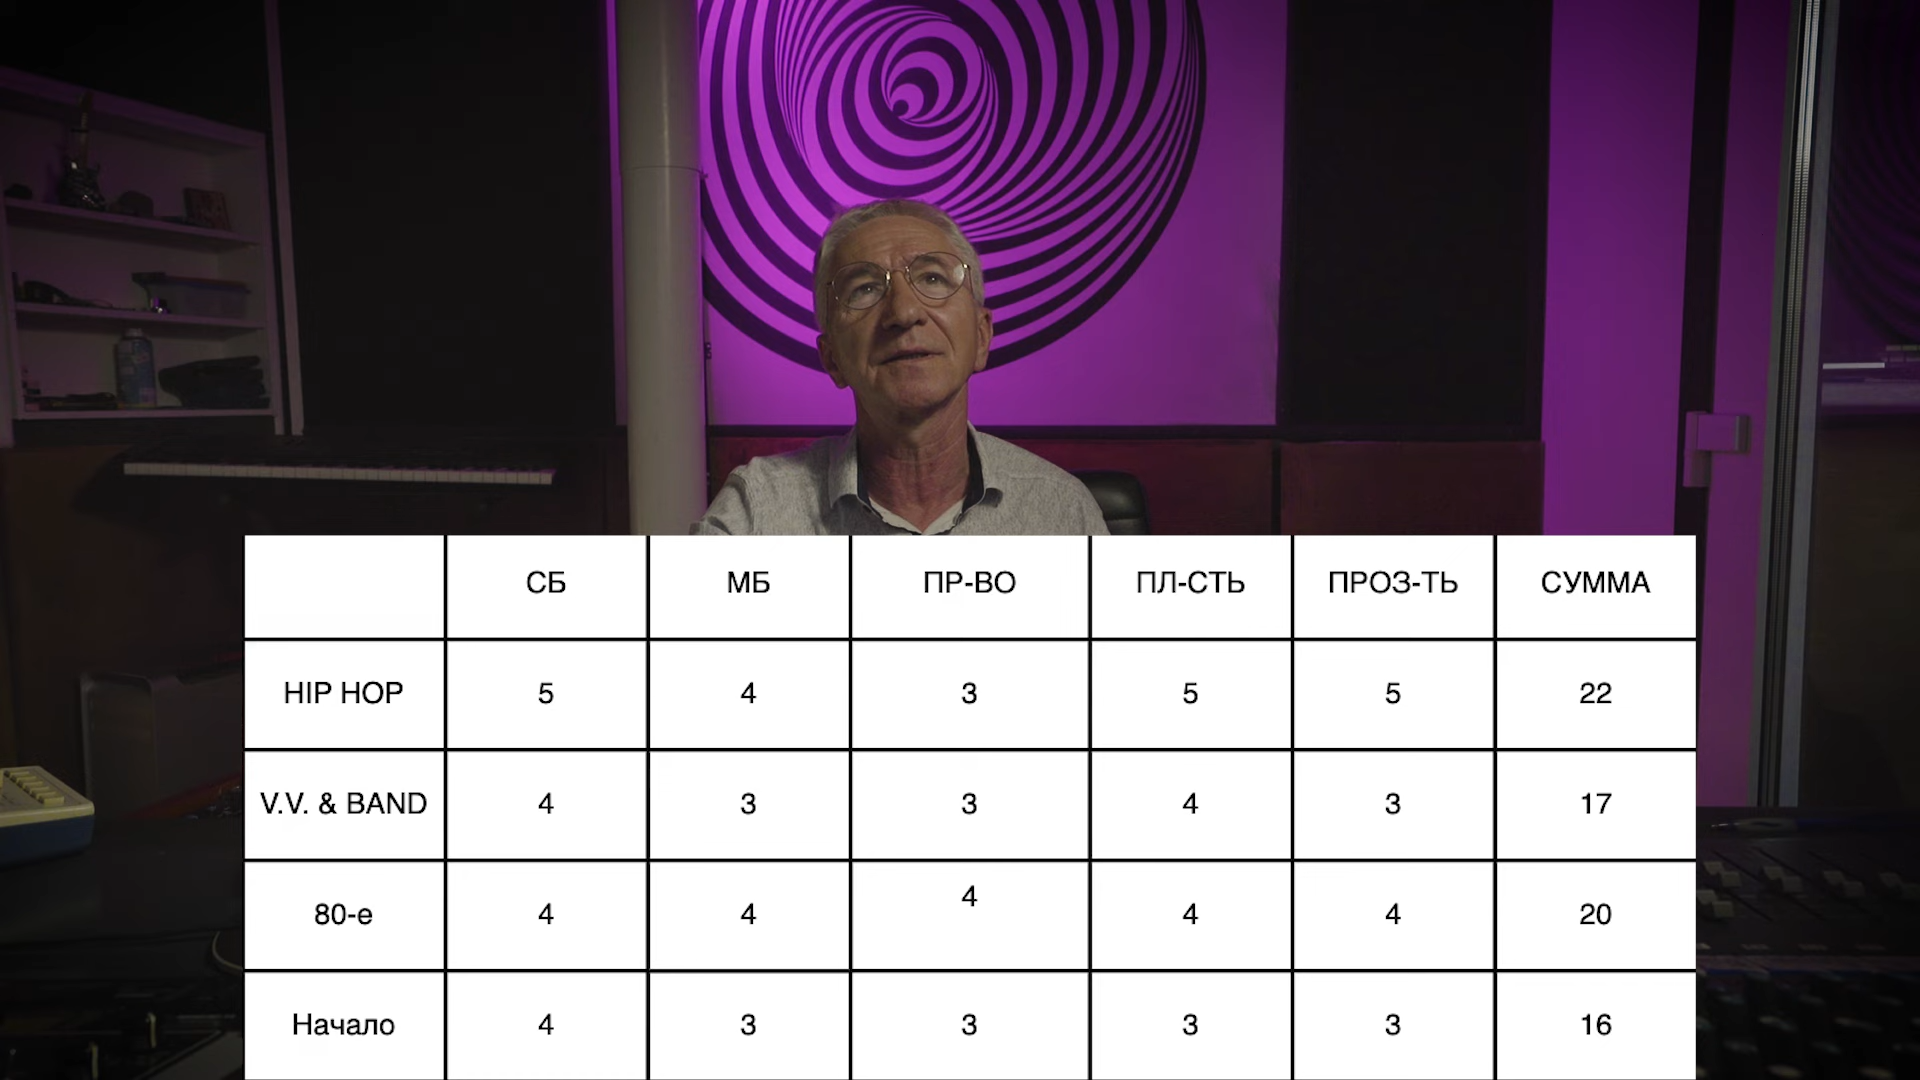 СБ МБ ПР-ВО ПЛ-СТЬ ПРОЗ-ТЬ СУММА
HIP HOP 5 4 3 5 5 22
V.V. & BAND 4 3 3 4 3 17
80-е 4 4 4 4 4 20
Начало 4 3 3 3 3 16